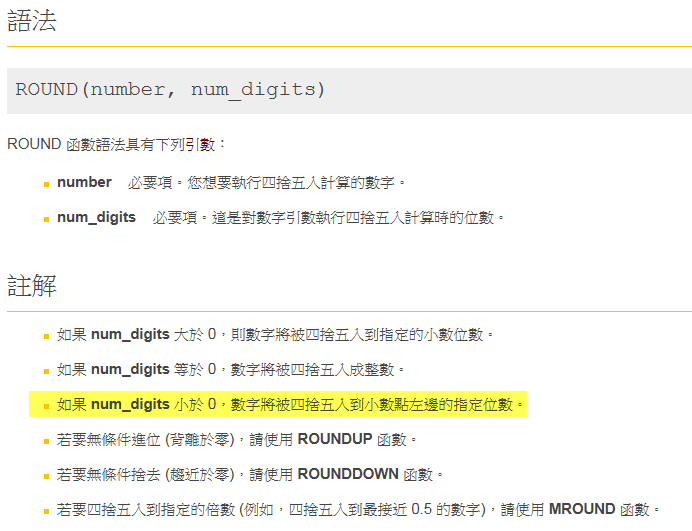 語法
ROUND(number, num_digits)
ROUND 函數語法具有下列引數：
number 必要項。您想要執行四捨五入計算的數字。
num_digits 必要項。這是對數字引數執行四捨五入計算時的位數。
註解
如果 num_digits 大於 0，則數字將被四捨五入到指定的小數位數。
如果 num_digits 等於 0，數字將被四捨五入成整數。
如果 num_digits 小於 0，數字將被四捨五入到小數點左邊的指定位數。
若要無條件進位 (背離於零)，請使用 ROUNDUP 函數。
若要無條件捨去 (趨近於零)，請使用 ROUNDDOWN 函數。
若要四捨五入到指定的倍數 (例如，四捨五入到最接近 0.5 的數字)，請使用 MROUND 函數。